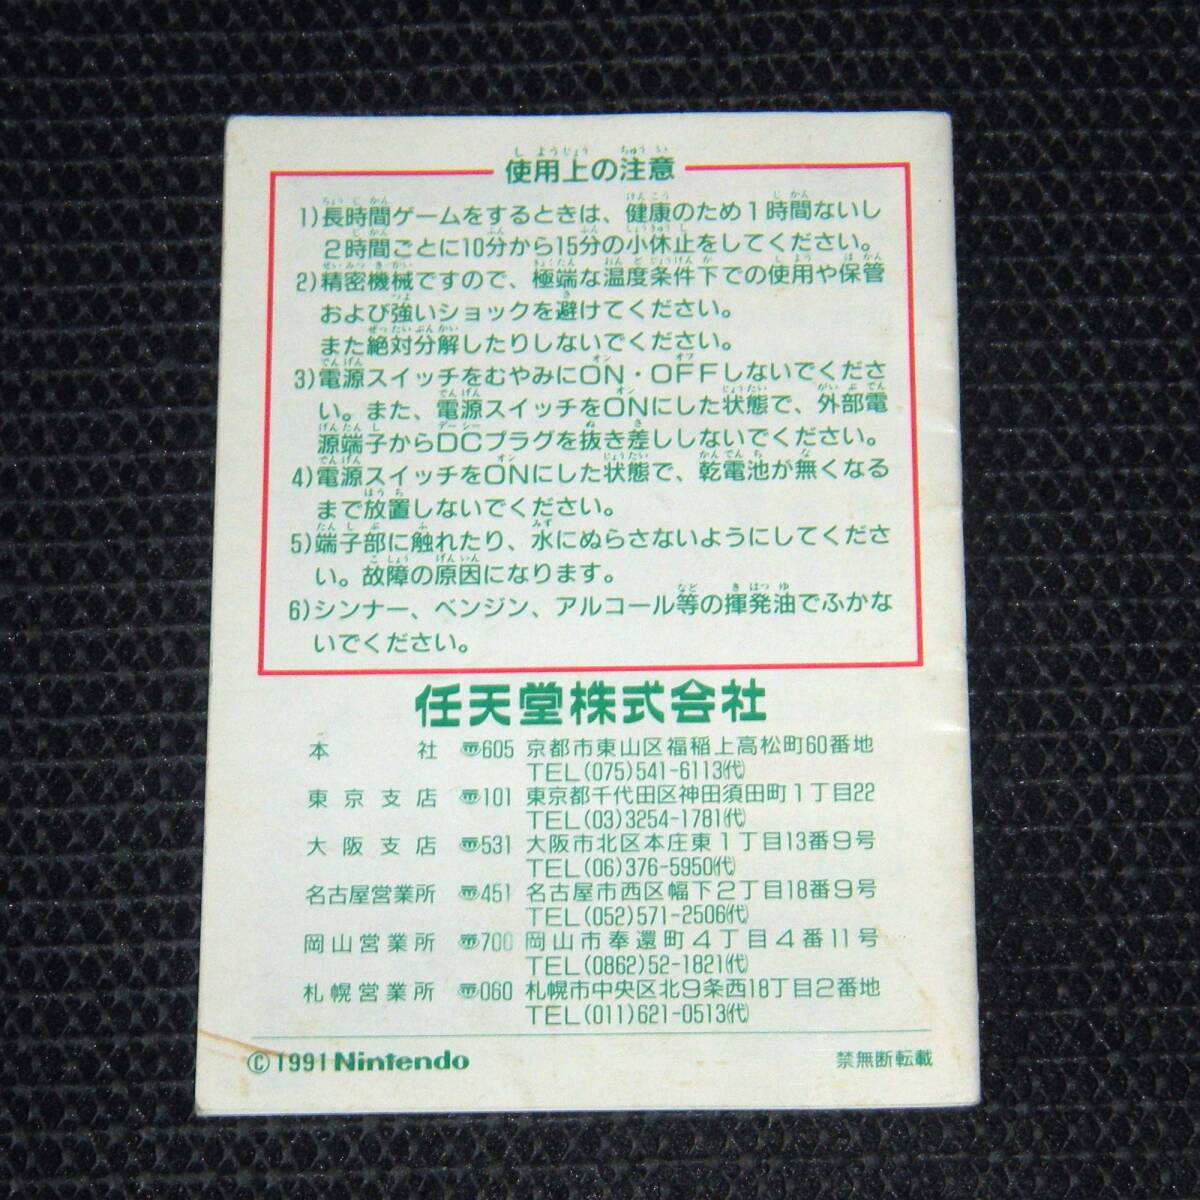 使用上の注意
1)長時間ゲームをするときは、健康のため1時間ないし
2時間ごとに10分から15分の小休止をしてください。
2)精密機械ですので、極端な温度条件下での使用や保管
および強いショックを避けてください。
また絶対分解したりしないでください。
3)電源スイッチをむやみにON・OFFしないでくださ
い。また、電源スイッチをONにした状態で、外部電
源端子からDCプラグを抜き差ししないでください。
4)電源スイッチをONにした状態で、乾電池が無くなる
まで放置しないでください。
5)端子部に触れたり、水にぬらさないようにしてくださ
い。故障の原因になります。
6)シンナー、ベンジン、アルコール等の揮発油でふかな
いでください。
任天堂株式会社
本社 〠605 京都市東山区福稲上高松町60番地
TEL(075)541-6113(代)
東京支店 〠101 東京都千代田区神田須田町1丁目22
TEL(03)3254-1781(代)
大阪支店 〠531 大阪市北区本庄東1丁目13番9号
TEL(06)376-5950(代)
名古屋営業所 〠451 名古屋市西区幅下2丁目18番9号
TEL(052)571-2506(代)
岡山営業所 〠700 岡山市奉還町4丁目4番11号
TEL(0862)52-1821(代)
札幌営業所 〠060 札幌市中央区北9条西18丁目2番地
TEL(011)621-0513(代)
©1991 Nintendo 禁無断転載